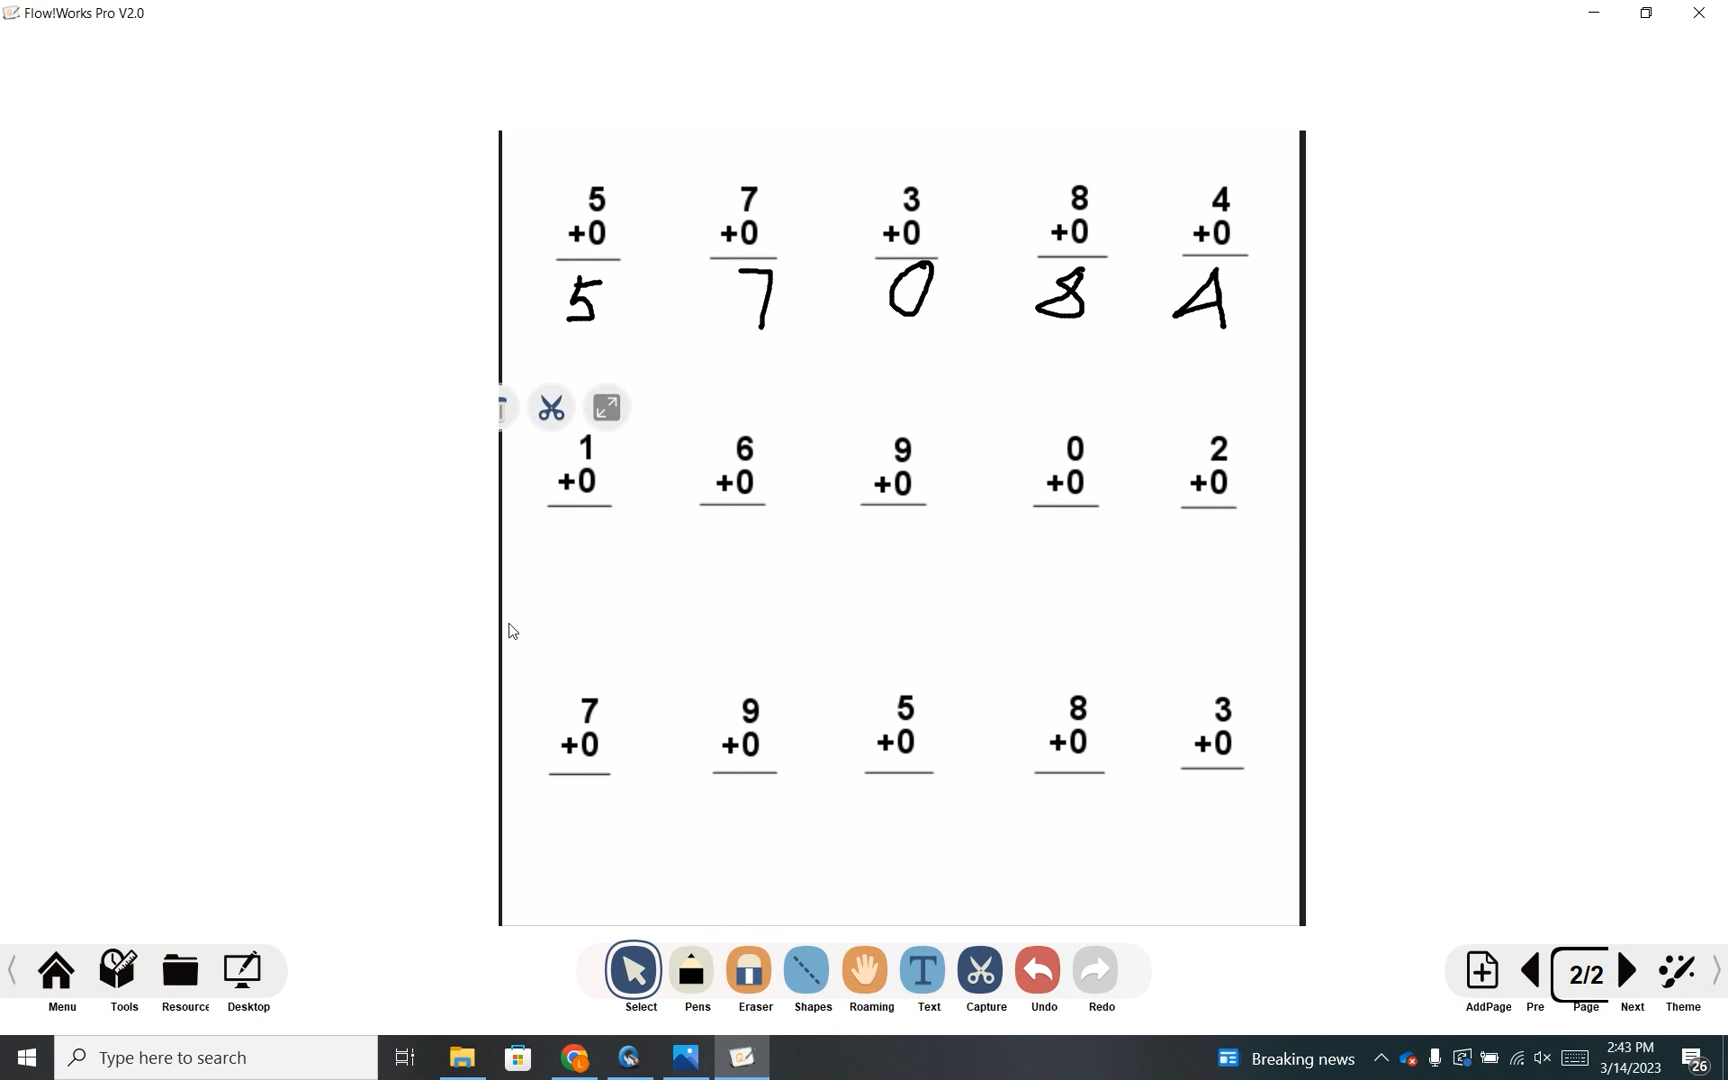 Flow!Works Pro V2.0
5 7 3 8 4
+0 +0 +0 +0 +0
5 7 0 8 4
1 6 9 0 2
+0 +0 +0 +0 +0
7 9 5 8 3
+0 +0 +0 +0 +0
Menu Tools Resource Desktop Select Pens Eraser Shapes Roaming Text Capture Undo Redo 2/2 AddPage Pre Page Next Theme
Type here to search
Breaking news
2:43 PM
3/14/2023
26